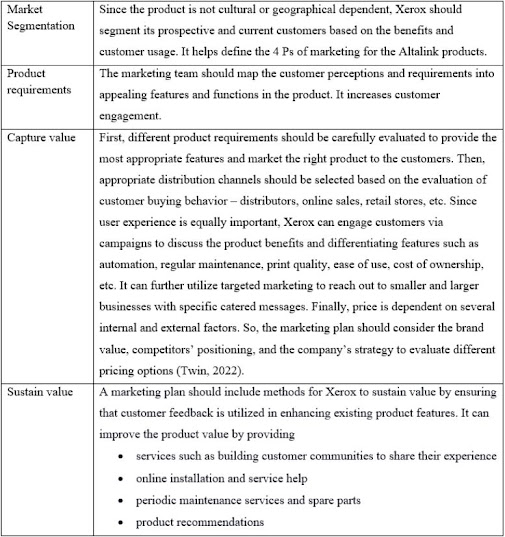 Market
Segmentation
Since the product is not cultural or geographical dependent, Xerox should
segment its prospective and current customers based on the benefits and
customer usage. It helps define the 4 Ps of marketing for the Altalink products.
Product
requirements
The marketing team should map the customer perceptions and requirements into
appealing features and functions in the product. It increases customer
engagement.
Capture value
First, different product requirements should be carefully evaluated to provide the
most appropriate features and market the right product to the customers. Then,
appropriate distribution channels should be selected based on the evaluation of
customer buying behavior – distributors, online sales, retail stores, etc. Since
user experience is equally important, Xerox can engage customers via
campaigns to discuss the product benefits and differentiating features such as
automation, regular maintenance, print quality, ease of use, cost of ownership,
etc. It can further utilize targeted marketing to reach out to smaller and larger
businesses with specific catered messages. Finally, price is dependent on several
internal and external factors. So, the marketing plan should consider the brand
value, competitors’ positioning, and the company’s strategy to evaluate different
pricing options (Twin, 2022).
Sustain value
A marketing plan should include methods for Xerox to sustain value by ensuring
that customer feedback is utilized in enhancing existing product features. It can
improve the product value by providing
• services such as building customer communities to share their experience
• online installation and service help
• periodic maintenance services and spare parts
• product recommendations